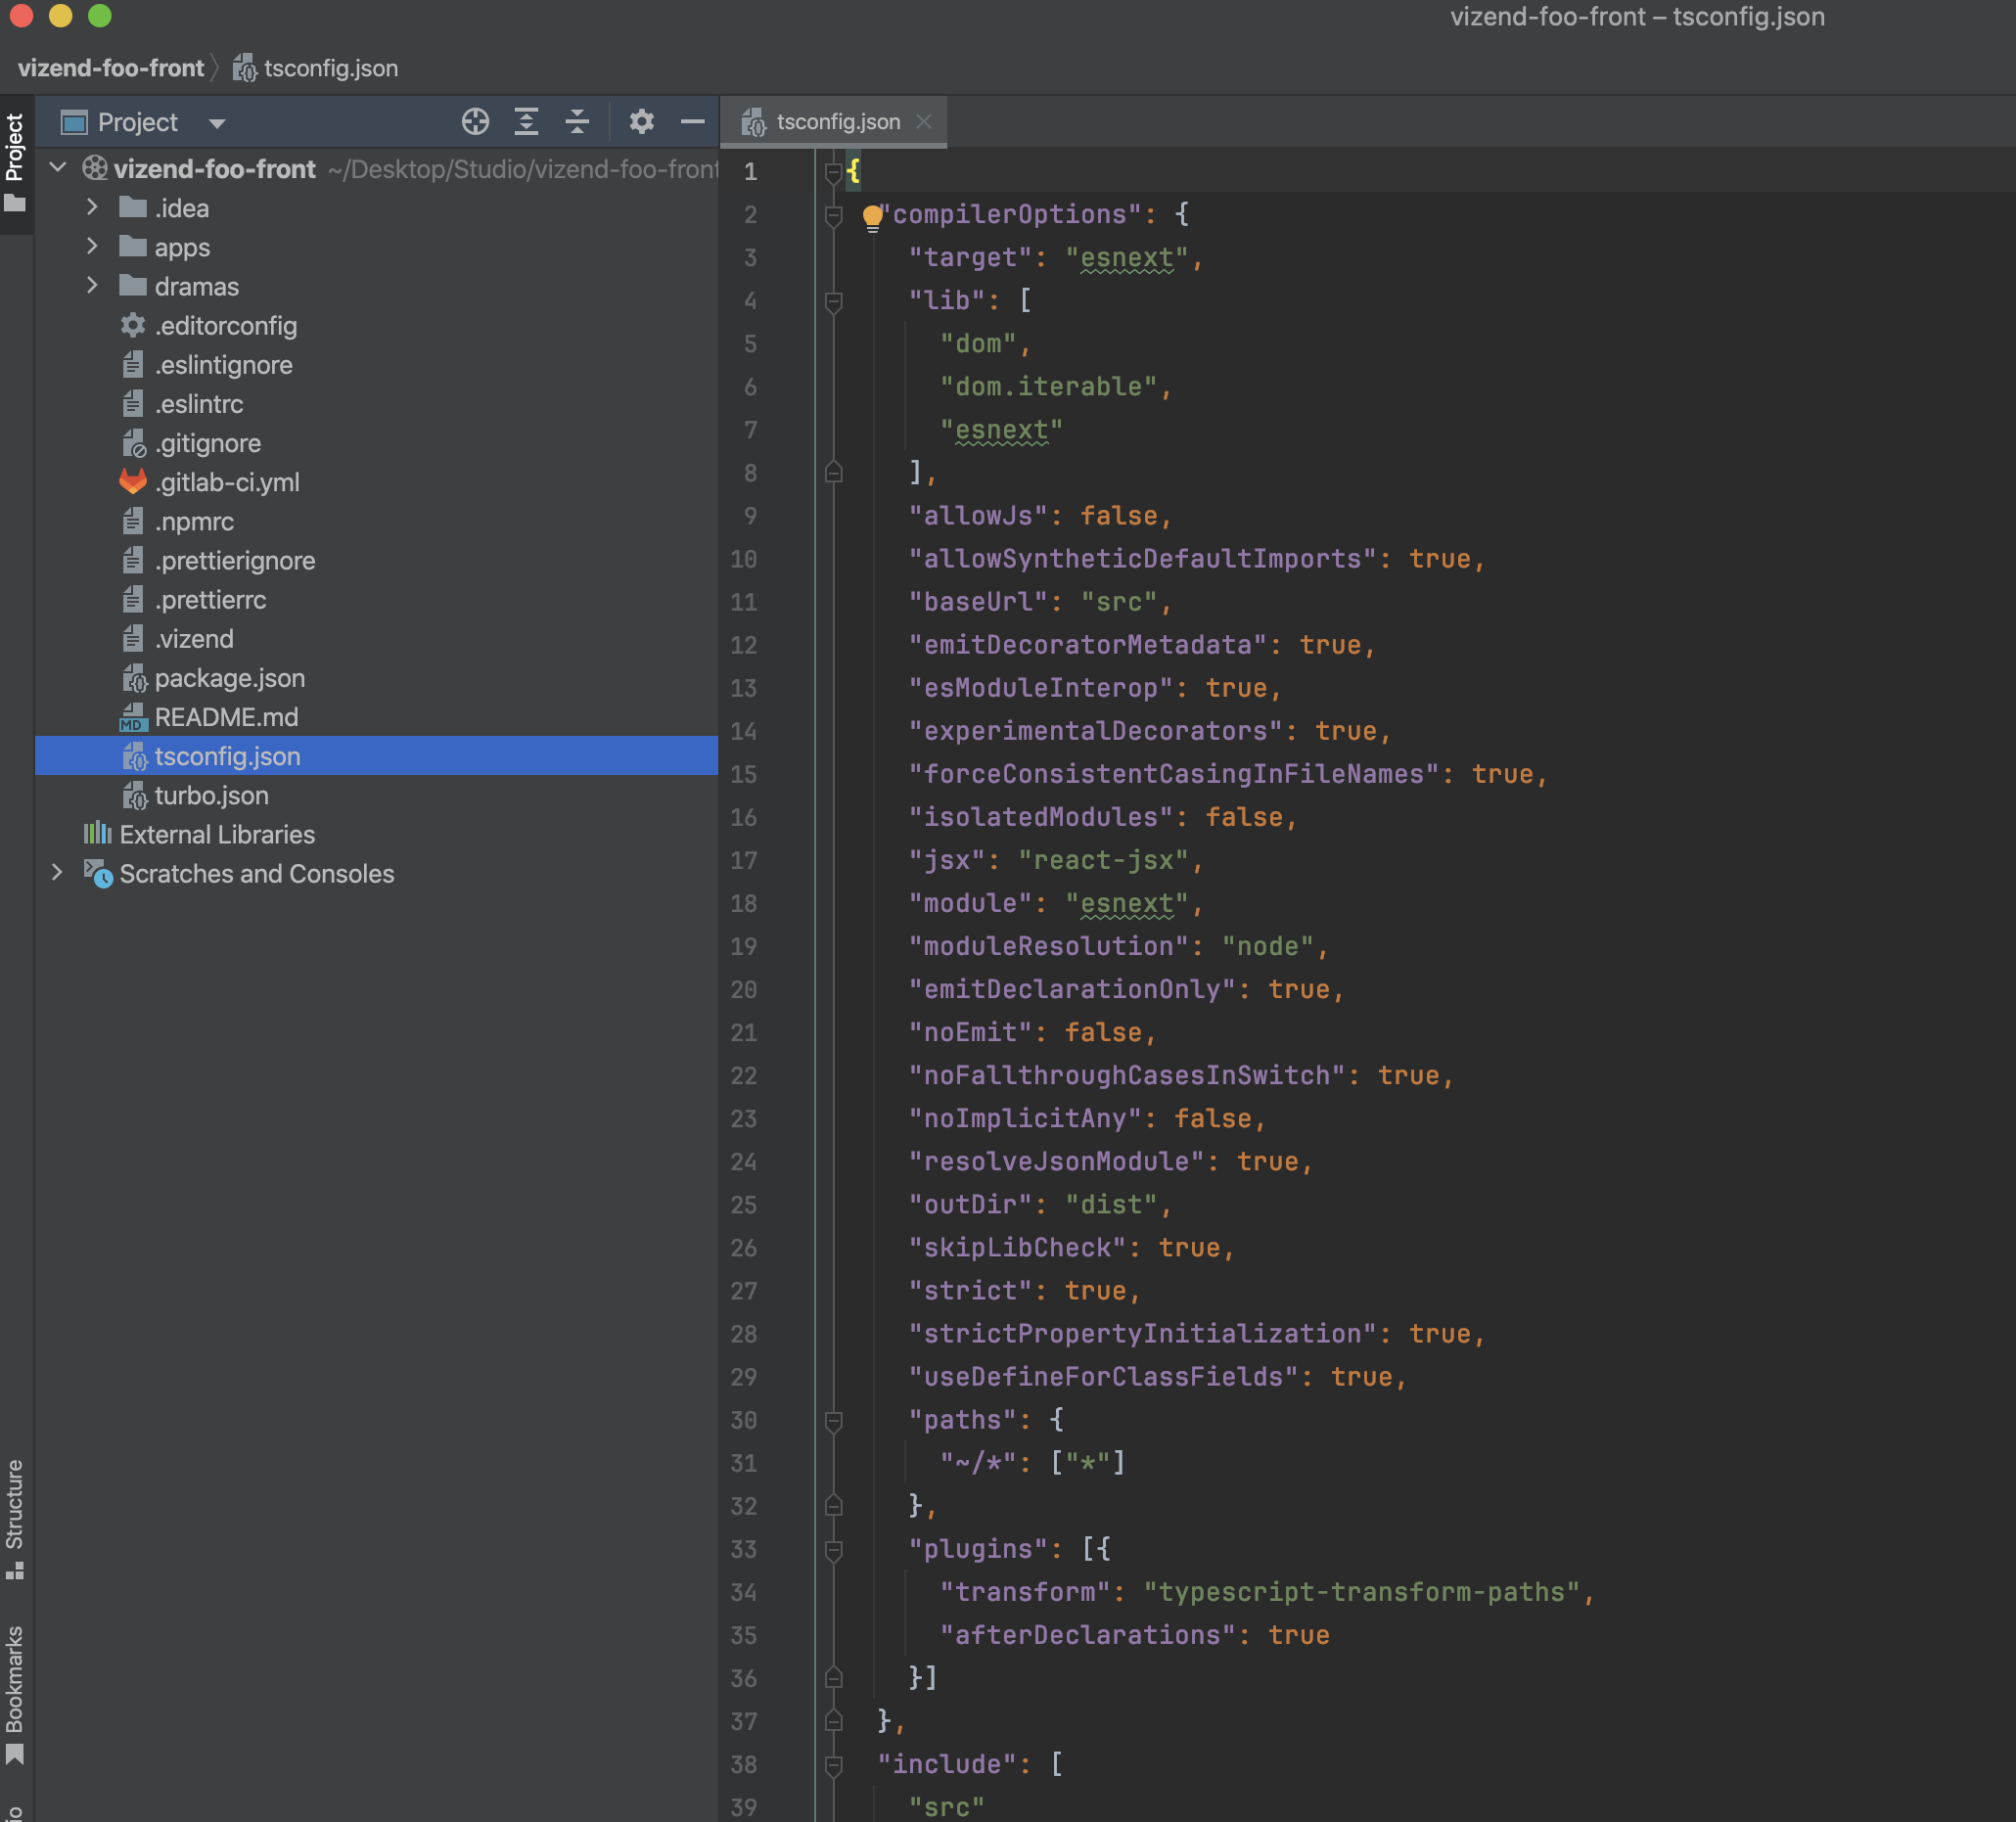 vizend-foo-front – tsconfig.json
vizend-foo-front tsconfig.json
Project
Project
tsconfig.json
vizend-foo-front ~/Desktop/Studio/vizend-foo-front
.idea
apps
dramas
.editorconfig
.eslintignore
.eslintrc
.gitignore
.gitlab-ci.yml
.npmrc
.prettierignore
.prettierrc
.vizend
package.json
MD README.md
tsconfig.json
turbo.json
External Libraries
Scratches and Consoles
Structure
Bookmarks
1 {
2 "compilerOptions": {
3 "target": "esnext",
4 "lib": [
5 "dom",
6 "dom.iterable",
7 "esnext"
8 ],
9 "allowJs": false,
10 "allowSyntheticDefaultImports": true,
11 "baseUrl": "src",
12 "emitDecoratorMetadata": true,
13 "esModuleInterop": true,
14 "experimentalDecorators": true,
15 "forceConsistentCasingInFileNames": true,
16 "isolatedModules": false,
17 "jsx": "react-jsx",
18 "module": "esnext",
19 "moduleResolution": "node",
20 "emitDeclarationOnly": true,
21 "noEmit": false,
22 "noFallthroughCasesInSwitch": true,
23 "noImplicitAny": false,
24 "resolveJsonModule": true,
25 "outDir": "dist",
26 "skipLibCheck": true,
27 "strict": true,
28 "strictPropertyInitialization": true,
29 "useDefineForClassFields": true,
30 "paths": {
31 "~/*": ["*"]
32 },
33 "plugins": [{
34 "transform": "typescript-transform-paths",
35 "afterDeclarations": true
36 }]
37 },
38 "include": [
39 "src"